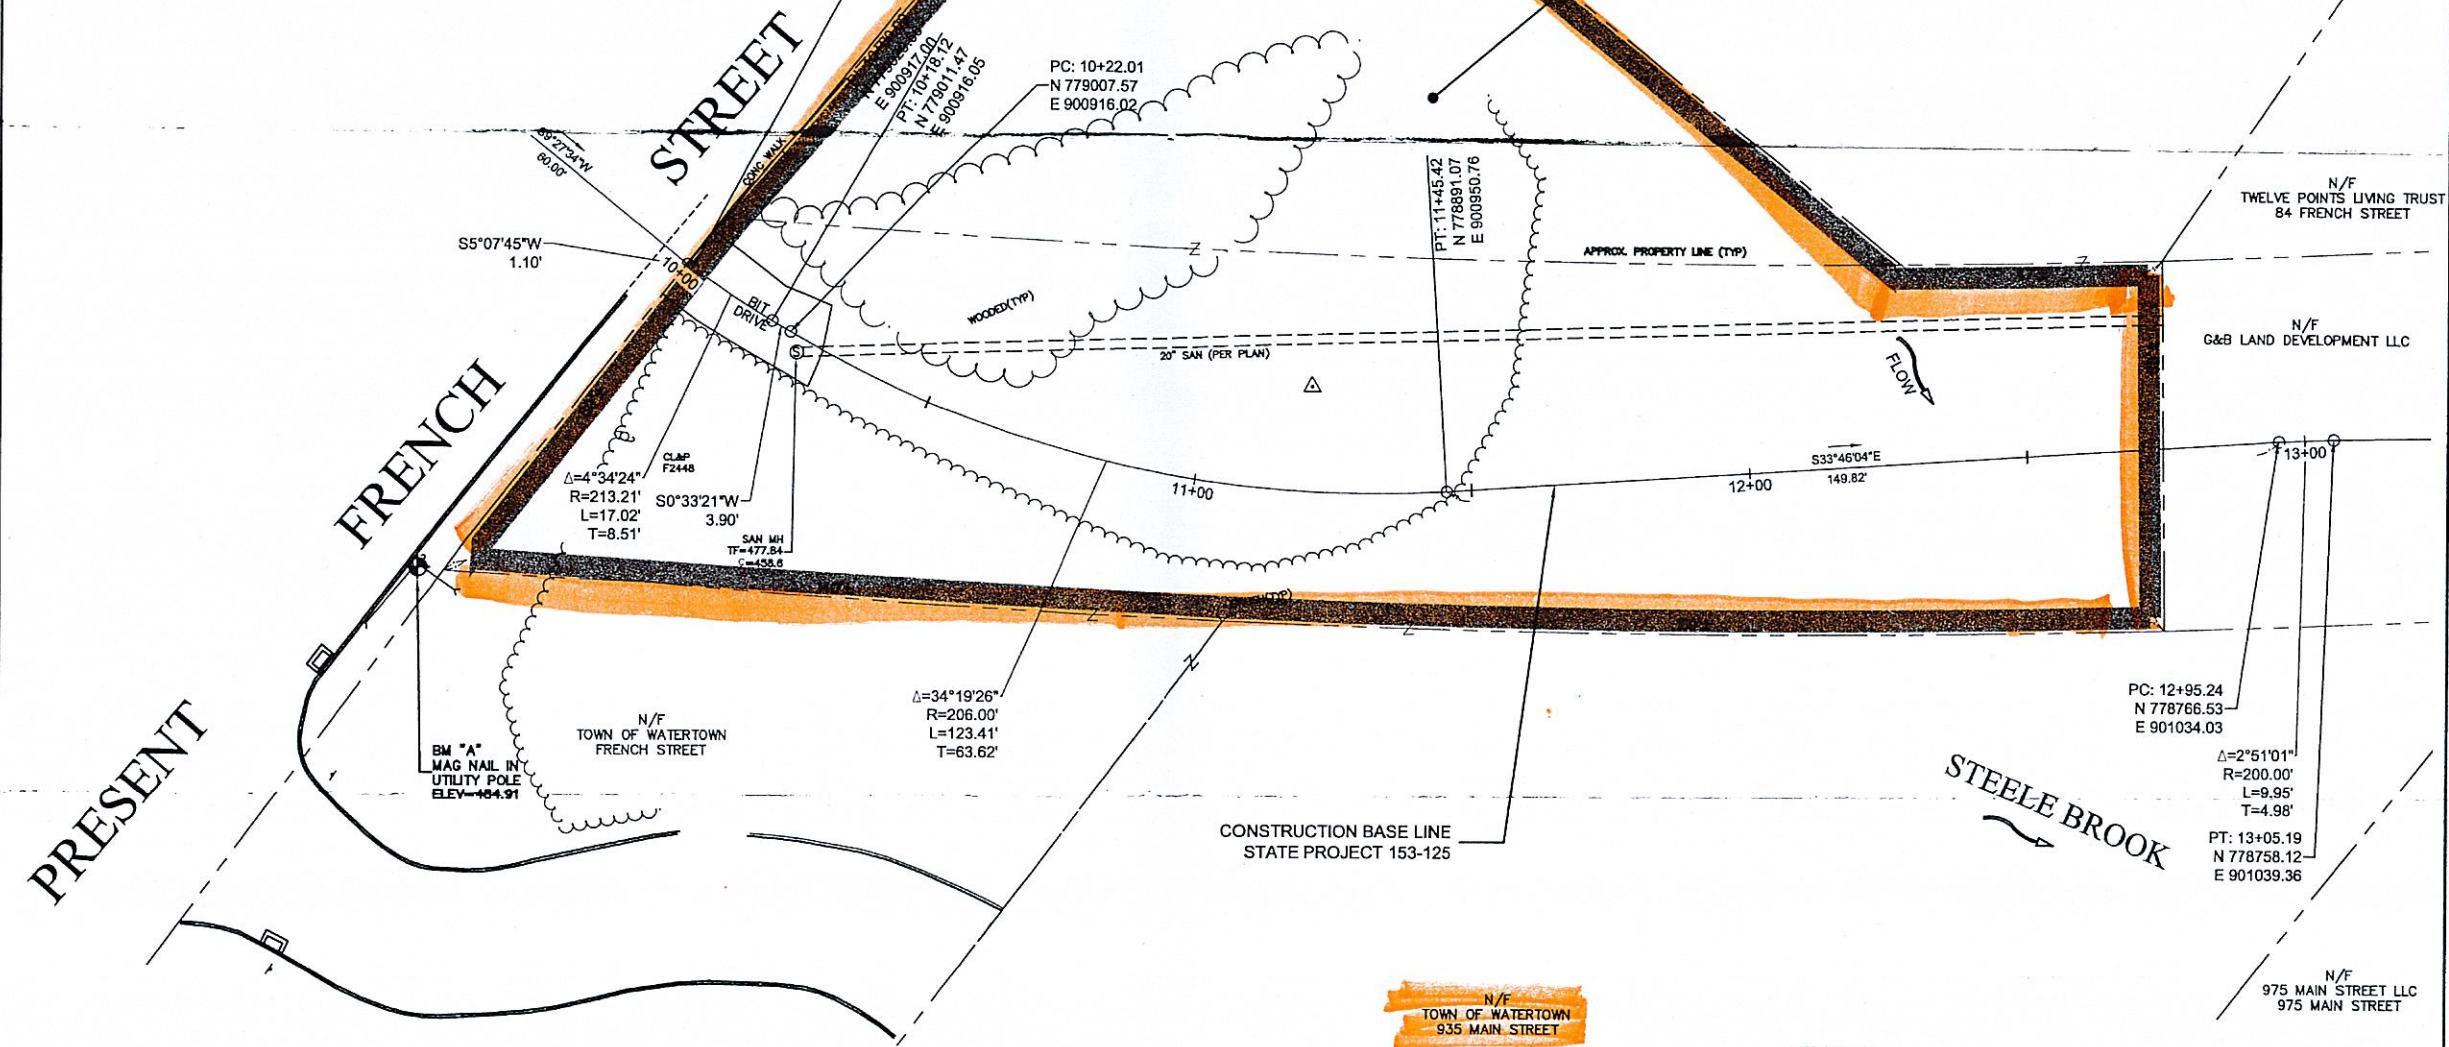 PRESENT
FRENCH
STREET
CONC WALK
E 900917.00
PT: 10+18.12
N 779011.47
E 900916.05
PC: 10+22.01
N 779007.57
E 900916.02
60.00'
S5°07'45"W
1.10'
10+00
BIT.
DRIVE
S
WOODED(TYP)
20" SAN (PER PLAN)
PT: 11+45.42
N 778891.07
E 900950.76
APPROX. PROPERTY LINE (TYP)
N/F
TWELVE POINTS LIVING TRUST
84 FRENCH STREET
N/F
G&B LAND DEVELOPMENT LLC
FLOW
CL&P
F2448
Δ=4°34'24"
R=213.21'
L=17.02'
T=8.51'
S0°33'21"W
3.90'
SAN MH
TF=477.84
11+00
12+00
S33°46'04"E
149.82'
13+00
Δ=34°19'26"
R=206.00'
L=123.41'
T=63.62'
N/F
TOWN OF WATERTOWN
FRENCH STREET
BM "A"
MAG NAIL IN
UTILITY POLE
CONSTRUCTION BASE LINE
STATE PROJECT 153-125
STEELE BROOK
PC: 12+95.24
N 778766.53
E 901034.03
Δ=2°51'01"
R=200.00'
L=9.95'
T=4.98'
PT: 13+05.19
N 778758.12
E 901039.36
N/F
TOWN OF WATERTOWN
935 MAIN STREET
N/F
975 MAIN STREET LLC
975 MAIN STREET